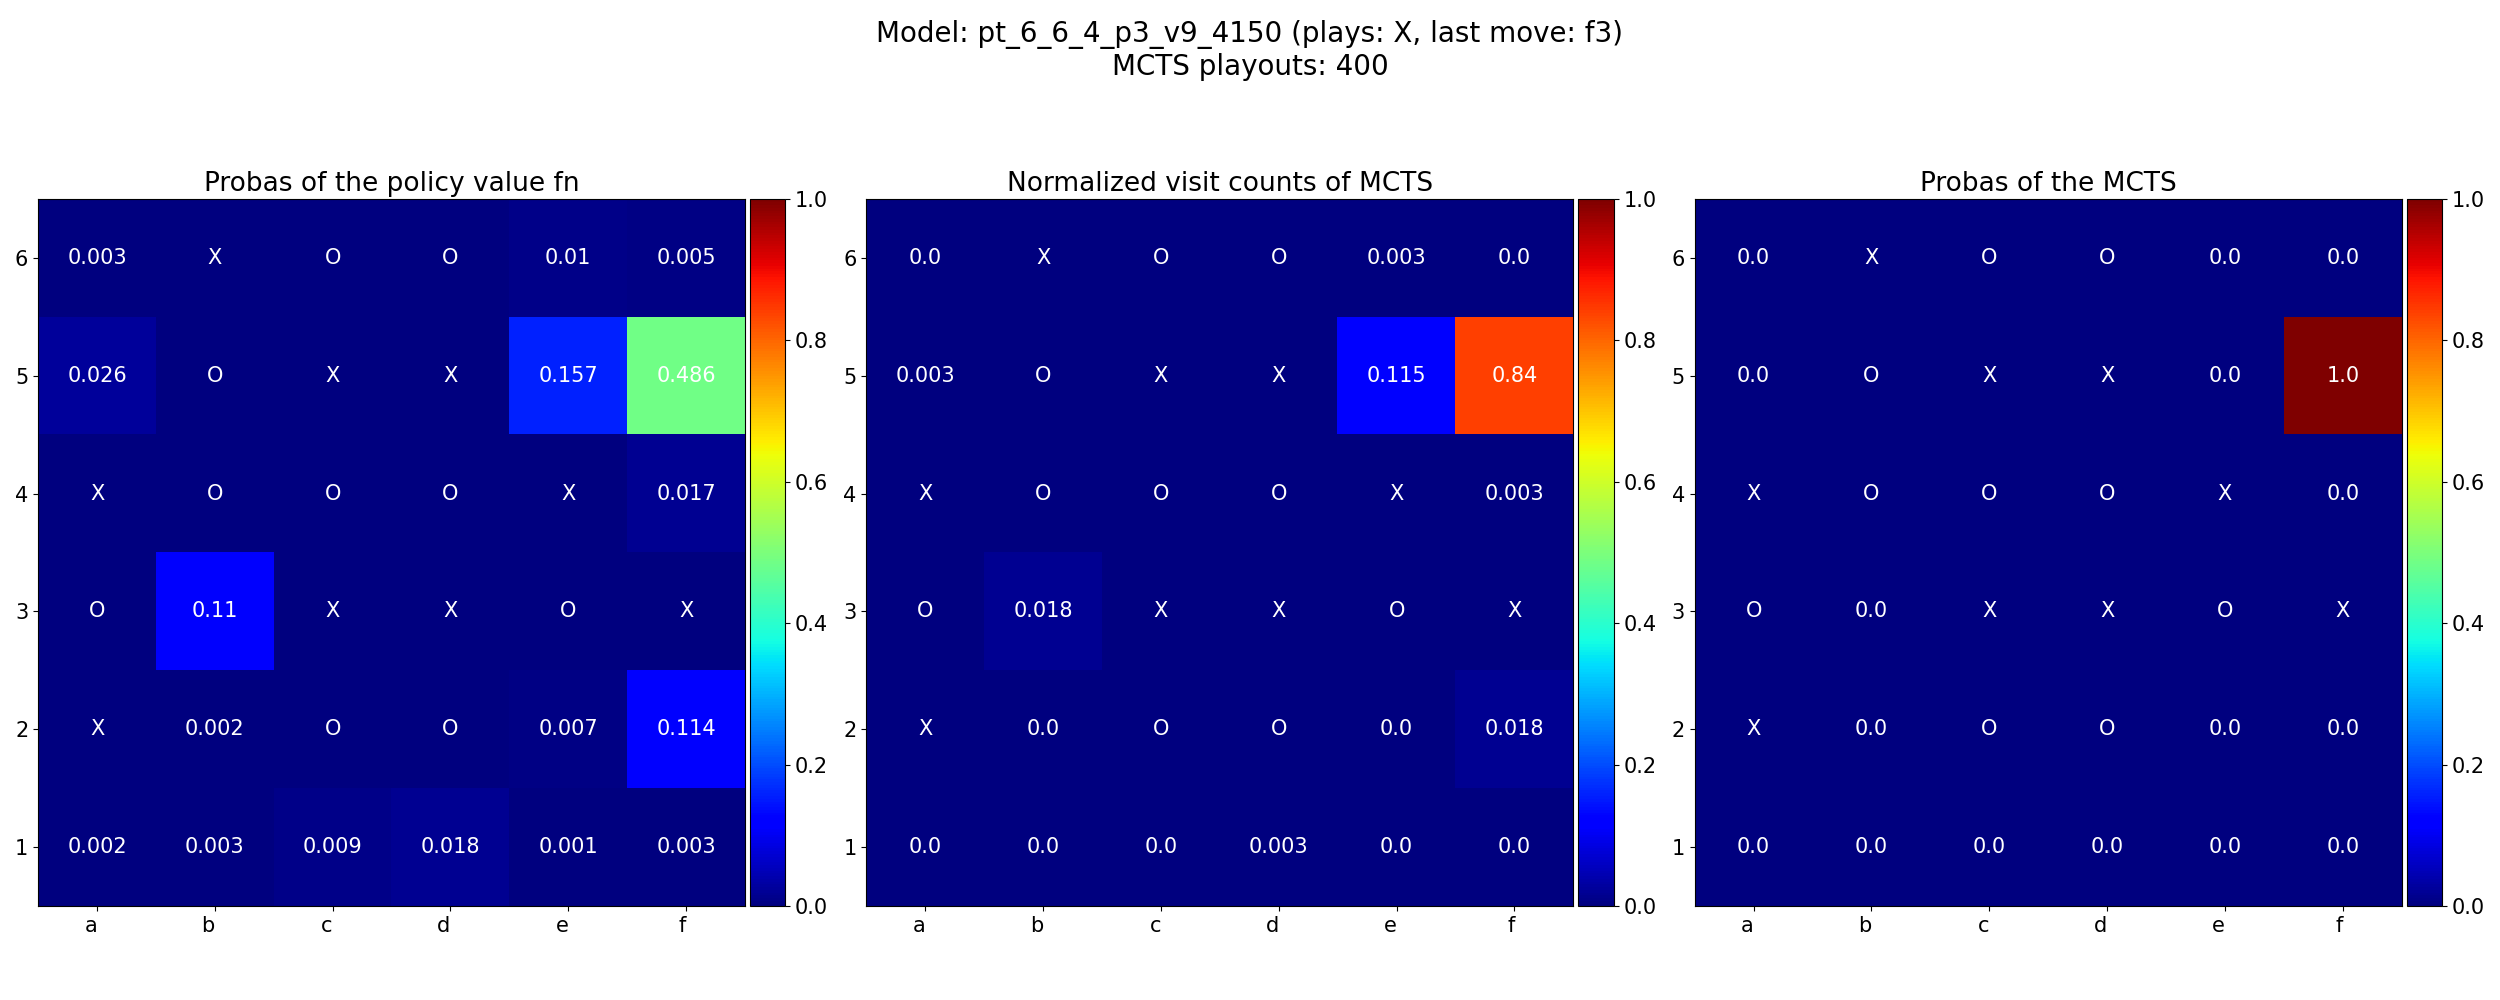 Model: pt_6_6_4_p3_v9_4150 (plays: X, last move: f3)
MCTS playouts: 400
Probas of the policy value fn
6 0.003 X O O 0.01 0.005
5 0.026 O X X 0.157 0.486
4 X O O O X 0.017
3 O 0.11 X X O X
2 X 0.002 O O 0.007 0.114
1 0.002 0.003 0.009 0.018 0.001 0.003
a b c d e f
1.0
0.8
0.6
0.4
0.2
0.0
Normalized visit counts of MCTS
6 0.0 X O O 0.003 0.0
5 0.003 O X X 0.115 0.84
4 X O O O X 0.003
3 O 0.018 X X O X
2 X 0.0 O O 0.0 0.018
1 0.0 0.0 0.0 0.003 0.0 0.0
a b c d e f
1.0
0.8
0.6
0.4
0.2
0.0
Probas of the MCTS
6 0.0 X O O 0.0 0.0
5 0.0 O X X 0.0 1.0
4 X O O O X 0.0
3 O 0.0 X X O X
2 X 0.0 O O 0.0 0.0
1 0.0 0.0 0.0 0.0 0.0 0.0
a b c d e f
1.0
0.8
0.6
0.4
0.2
0.0